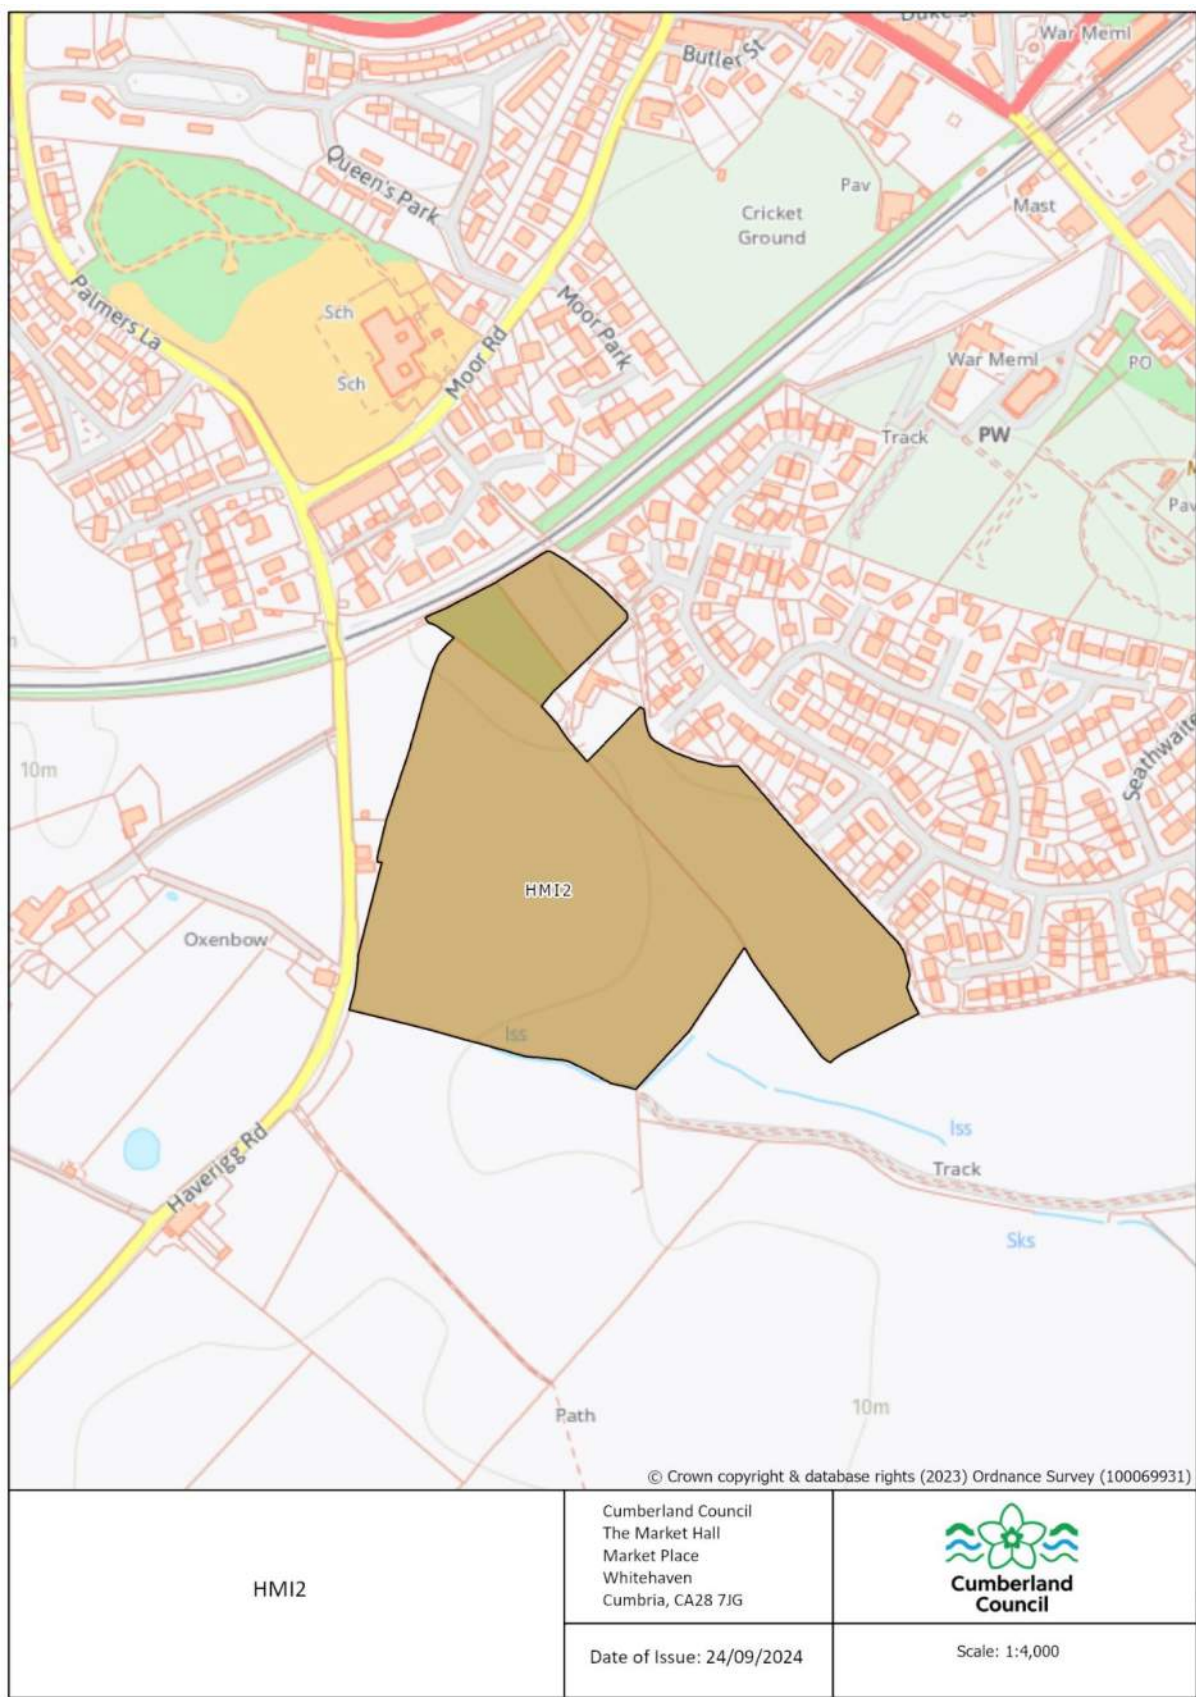 Duke St
War Meml
Butler St
Queen's Park
Pav
Cricket
Ground
Mast
Palmers La
Sch
Moor Park
Sch
Moor Rd
War Meml
PO
Track
PW
Pav
10m
Seathwaite
HMI2
Oxenbow
Iss
Iss
Haverigg Rd
Track
Sks
Path
10m
© Crown copyright & database rights (2023) Ordnance Survey (100069931)
HMI2
Cumberland Council
The Market Hall
Market Place
Whitehaven
Cumbria, CA28 7JG
Cumberland
Council
Date of Issue: 24/09/2024
Scale: 1:4,000